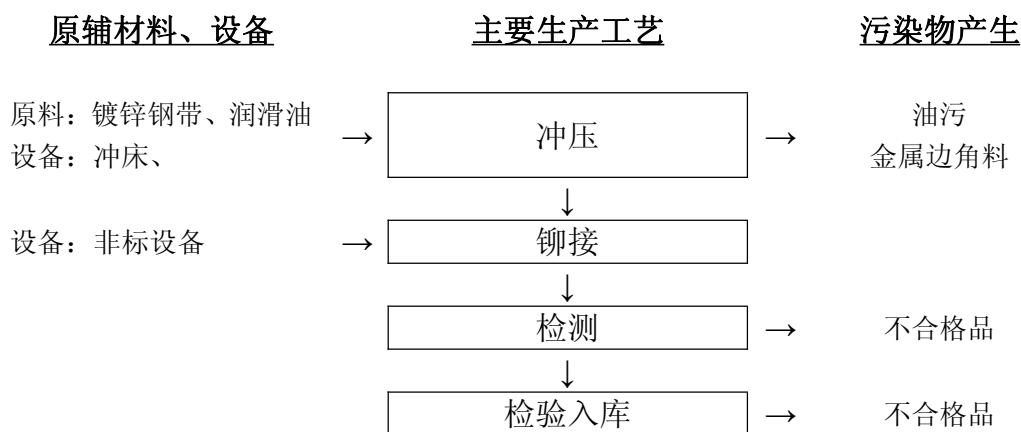 原辅材料、设备
主要生产工艺
污染物产生
原料：镀锌钢带、润滑油
设备：冲床、
→
冲压
→
油污
金属边角料
↓
设备：非标设备
→
铆接
↓
检测
→
不合格品
↓
检验入库
→
不合格品